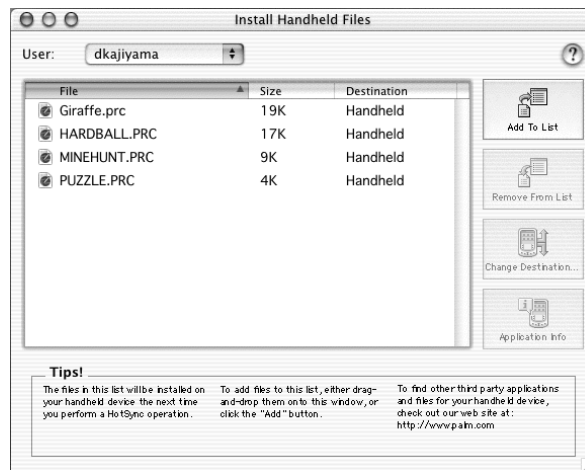 Install Handheld Files
User: dkajiyama
?
File Size Destination
Giraffe.prc 19K Handheld
HARDBALL.PRC 17K Handheld
MINEHUNT.PRC 9K Handheld
PUZZLE.PRC 4K Handheld
Add To List
Remove From List
Change Destination...
Application Info
Tips!
The files in this list will be installed on
your handheld device the next time
you perform a HotSync operation.
To add files to this list, either drag-
and-drop them onto this window, or
click the "Add" button.
To find other third party applications
and files for your handheld device,
check out our web site at:
http://www.palm.com